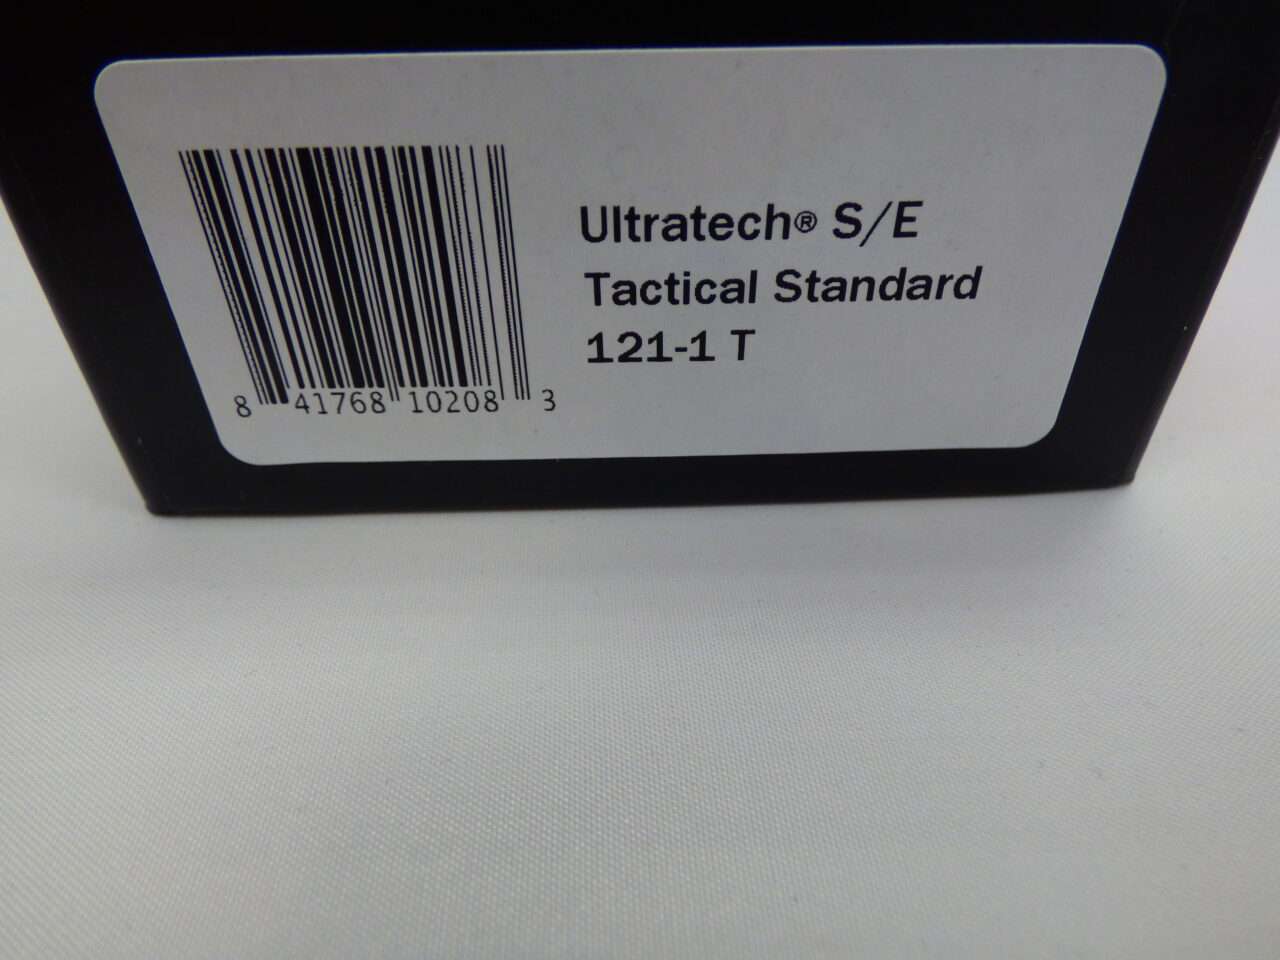 Ultratech® S/E
Tactical Standard
121-1 T
8 41768 10208 3